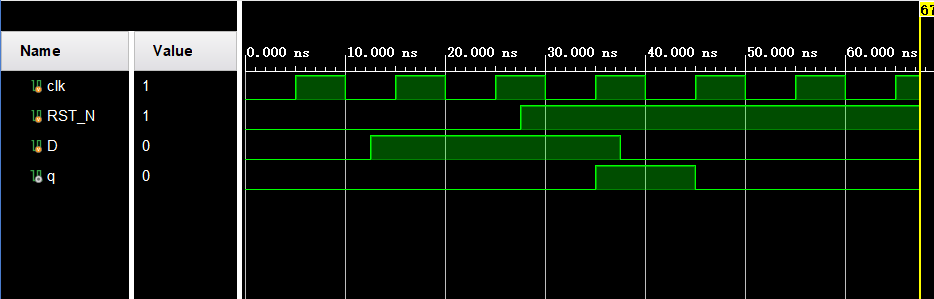 67
Name Value
0.000 ns 10.000 ns 20.000 ns 30.000 ns 40.000 ns 50.000 ns 60.000 ns
clk 1
RST_N 1
D 0
q 0